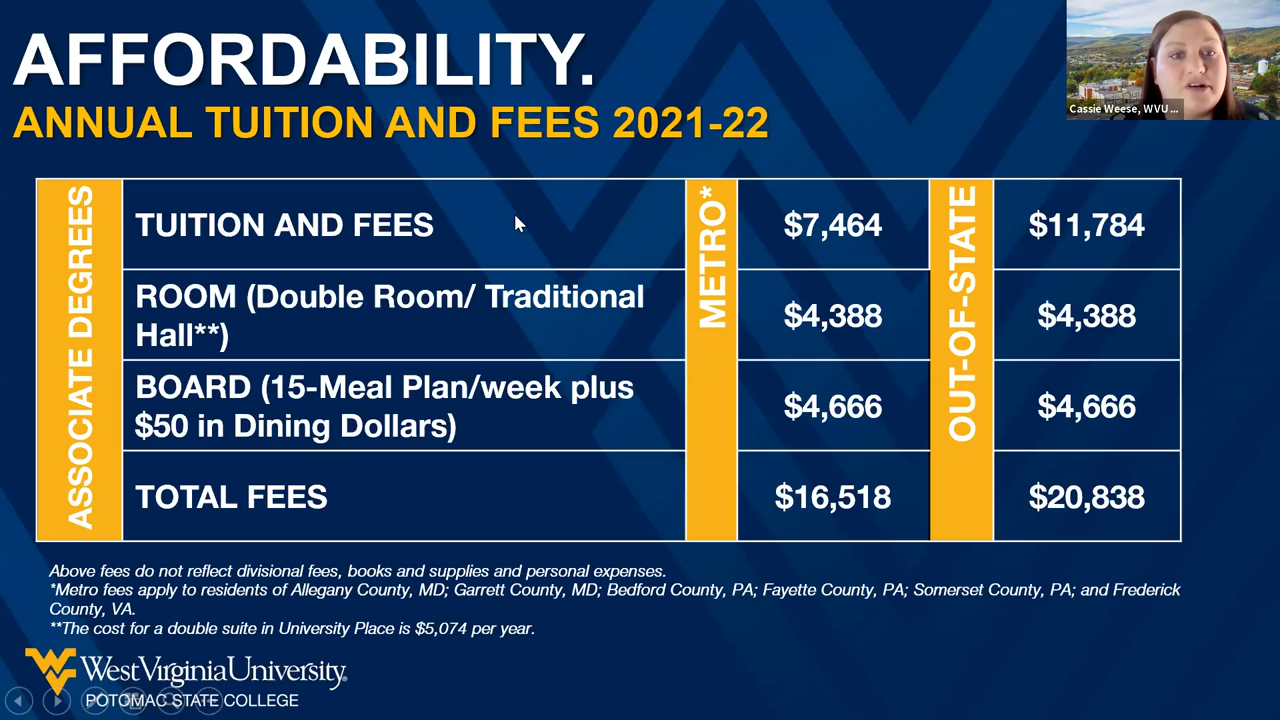 AFFORDABILITY.
ANNUAL TUITION AND FEES 2021-22
Cassie Weese, WVU ...
ASSOCIATE DEGREES
TUITION AND FEES
METRO*
$7,464
OUT-OF-STATE
$11,784
ROOM (Double Room/ Traditional
Hall**)
$4,388
$4,388
BOARD (15-Meal Plan/week plus
$50 in Dining Dollars)
$4,666
$4,666
TOTAL FEES
$16,518
$20,838
Above fees do not reflect divisional fees, books and supplies and personal expenses.
*Metro fees apply to residents of Allegany County, MD; Garrett County, MD; Bedford County, PA; Fayette County, PA; Somerset County, PA; and Frederick
County, VA.
**The cost for a double suite in University Place is $5,074 per year.
WestVirginiaUniversity.
POTOMAC STATE COLLEGE